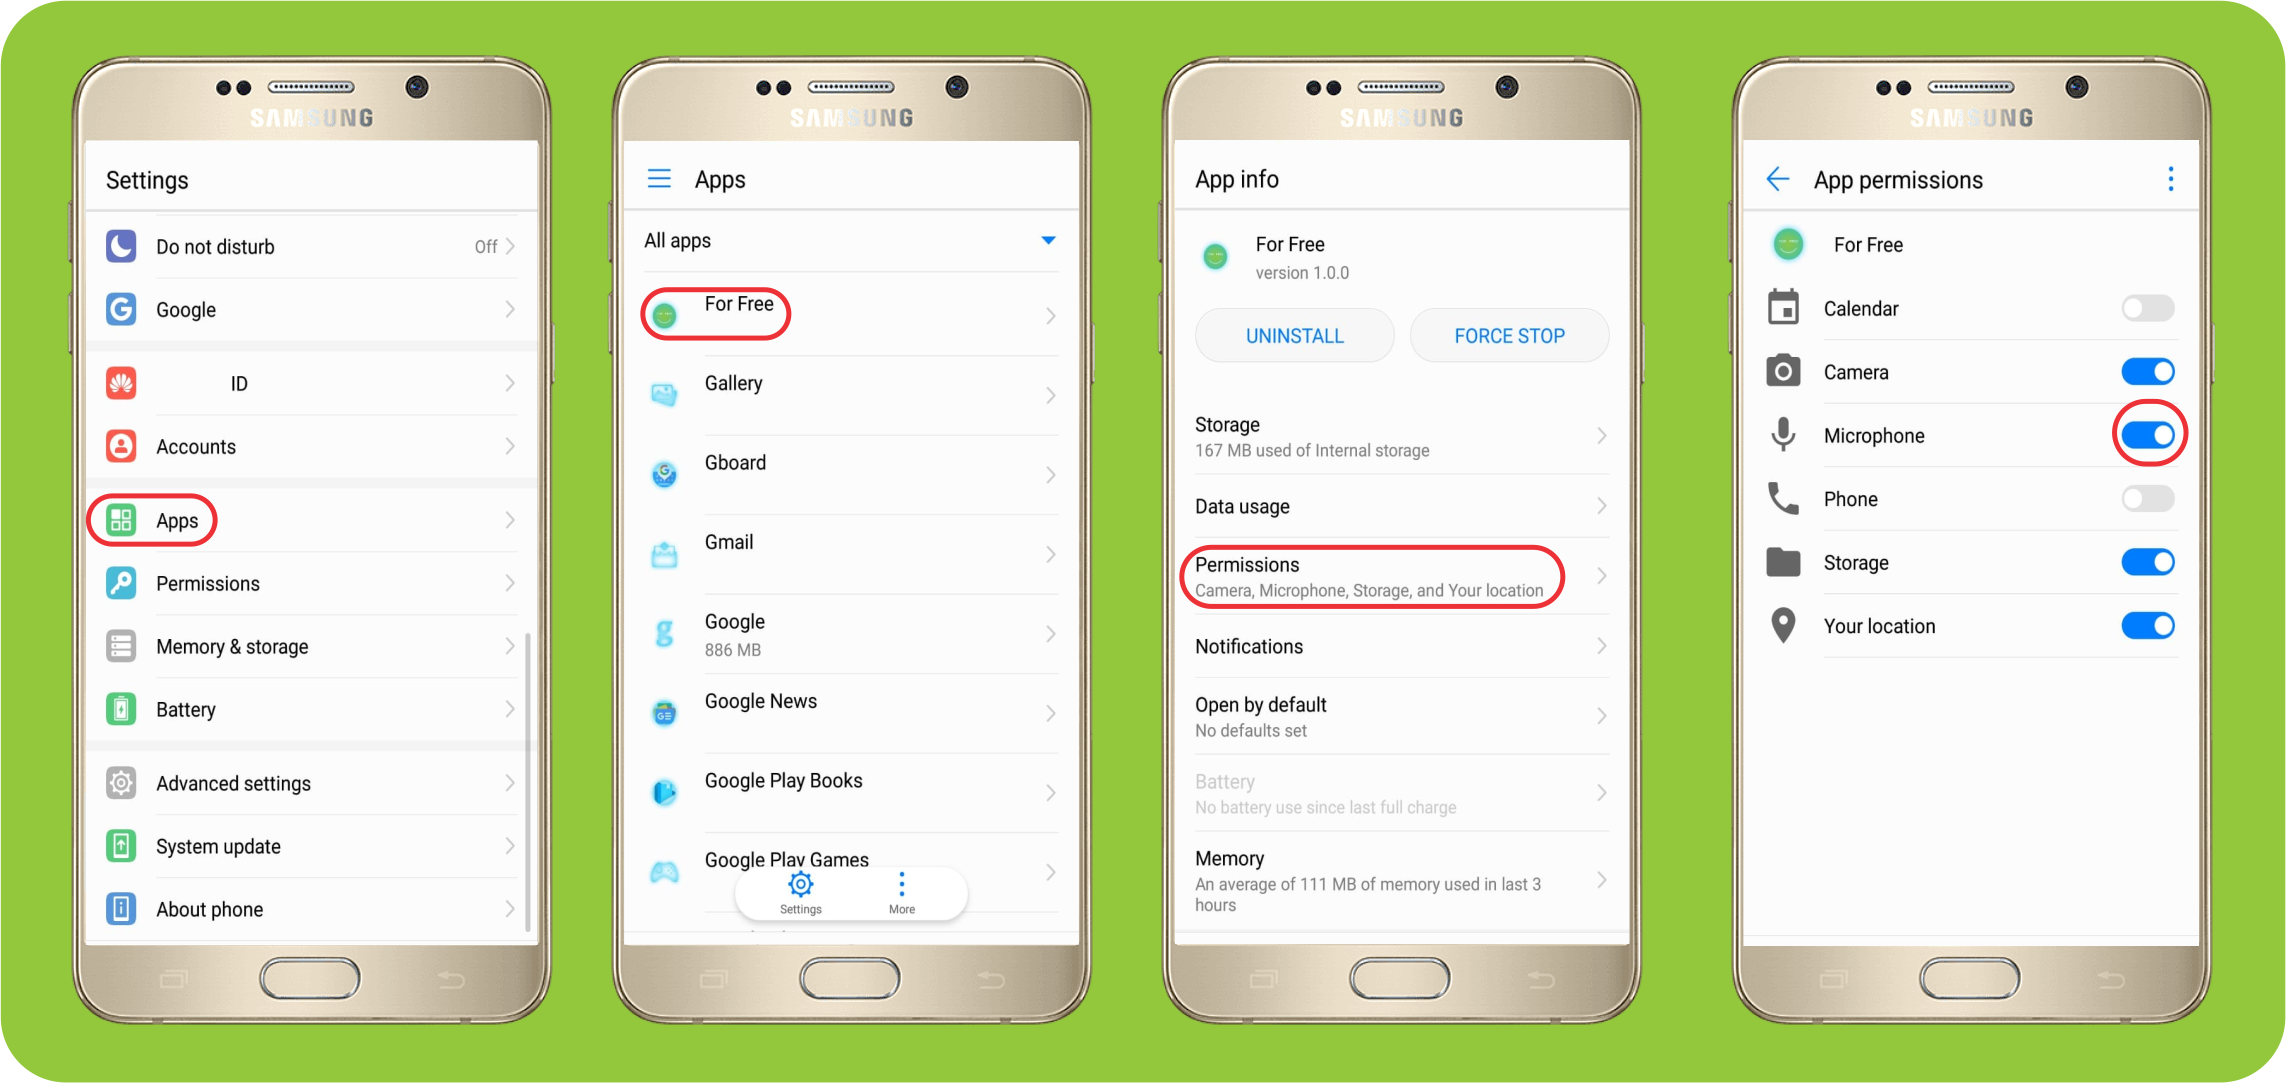 SAMSUNG
Settings
Do not disturb Off
Google
ID
Accounts
Apps
Permissions
Memory & storage
Battery
Advanced settings
System update
About phone
SAMSUNG
Apps
All apps
For Free
Gallery
Gboard
Gmail
Google
886 MB
Google News
Google Play Books
Google Play Games
Settings More
SAMSUNG
App info
For Free
version 1.0.0
UNINSTALL FORCE STOP
Storage
167 MB used of Internal storage
Data usage
Permissions
Camera, Microphone, Storage, and Your location
Notifications
Open by default
No defaults set
Battery
No battery use since last full charge
Memory
An average of 111 MB of memory used in last 3
hours
SAMSUNG
App permissions
For Free
Calendar
Camera
Microphone
Phone
Storage
Your location